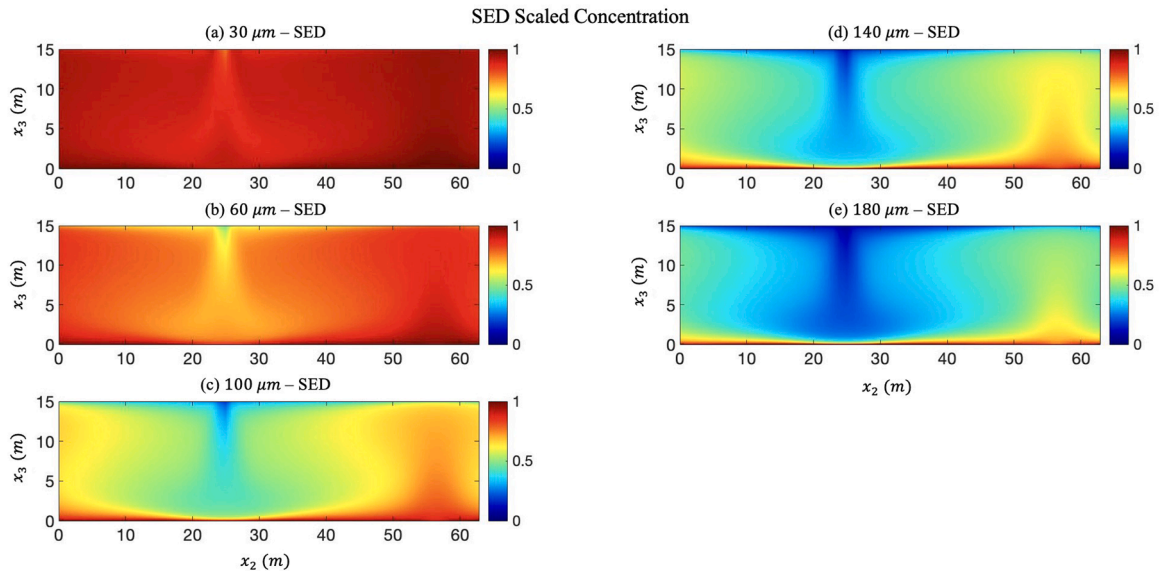 SED Scaled Concentration
(a) 30 μm – SED
15
10
5
0
x₃ (m)
0 10 20 30 40 50 60
1
0.5
0
(b) 60 μm – SED
15
10
5
0
x₃ (m)
0 10 20 30 40 50 60
1
0.5
0
(c) 100 μm – SED
15
10
5
0
x₃ (m)
0 10 20 30 40 50 60
x₂ (m)
1
0.5
0
(d) 140 μm – SED
15
10
5
0
x₃ (m)
0 10 20 30 40 50 60
1
0.5
0
(e) 180 μm – SED
15
10
5
0
x₃ (m)
0 10 20 30 40 50 60
x₂ (m)
1
0.5
0